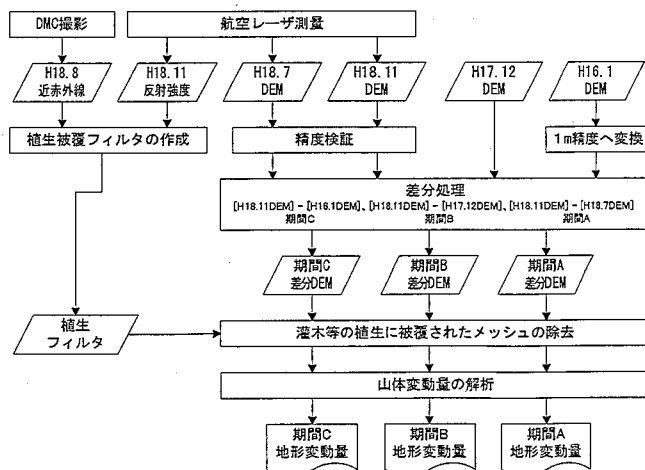 DMC撮影
航空レーザ測量
H18.8
近赤外線
H18.11
反射強度
H18.7
DEM
H18.11
DEM
H17.12
DEM
H16.1
DEM
植生被覆フィルタの作成
精度検証
1m精度へ変換
差分処理
[H18.11DEM]－[H16.1DEM]、[H18.11DEM]－[H17.12DEM]、[H18.11DEM]－[H18.7DEM]
期間C
期間B
期間A
期間C
差分DEM
期間B
差分DEM
期間A
差分DEM
植生
フィルタ
灌木等の植生に被覆されたメッシュの除去
山体変動量の解析
期間C
地形変動量
期間B
地形変動量
期間A
地形変動量